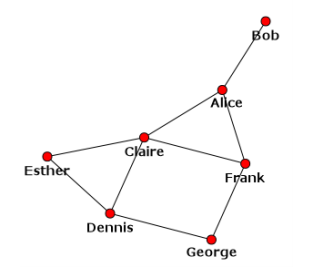 Bob
Alice
Claire
Esther
Frank
Dennis
George